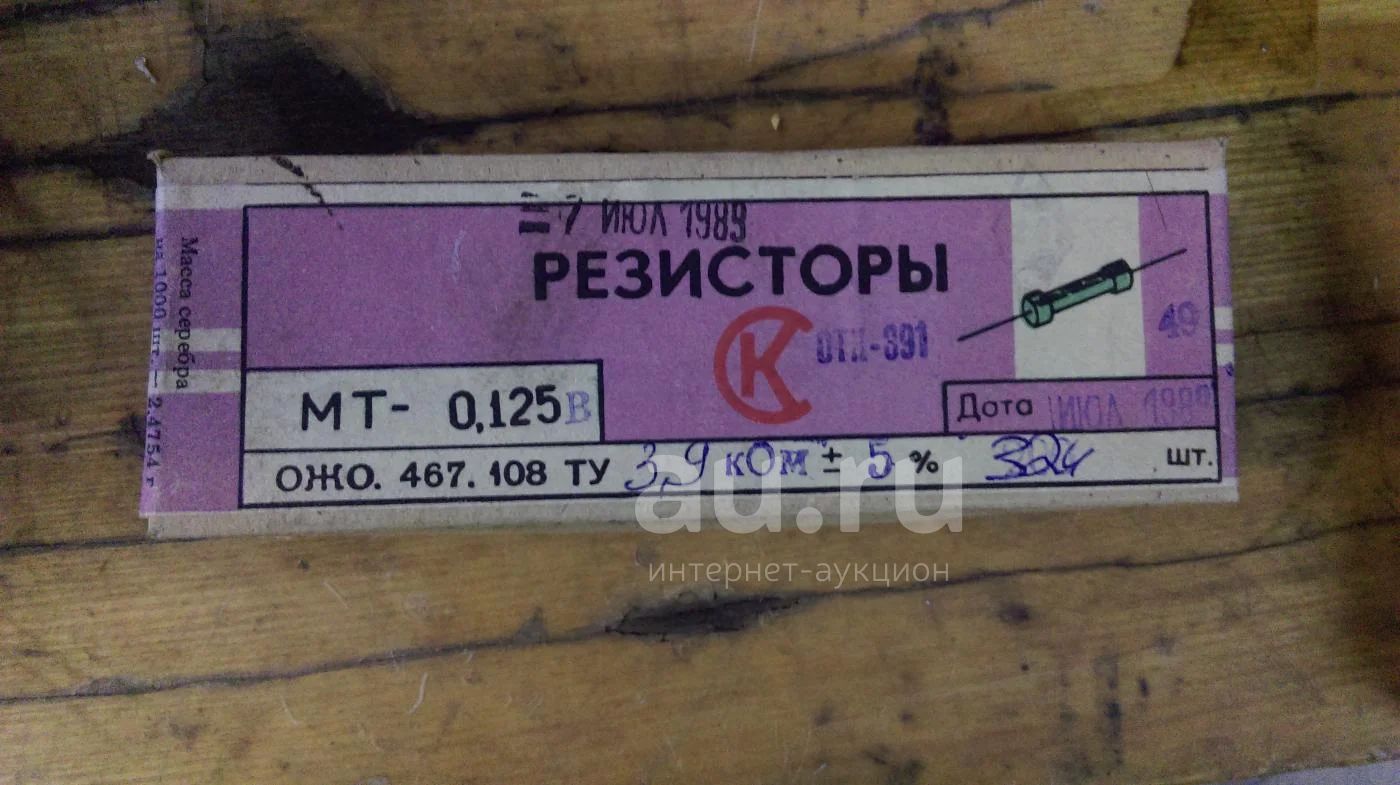 7 ИЮЛ 1989
РЕЗИСТОРЫ
К
ОТК-391
49
МТ- 0,125 В
Дата ИЮЛ 1989
ОЖО. 467. 108 ТУ 3,9 кОм ± 5 % 324 шт.
Масса серебра
на 1000 шт. — 2,4754 г
au.ru
интернет-аукцион